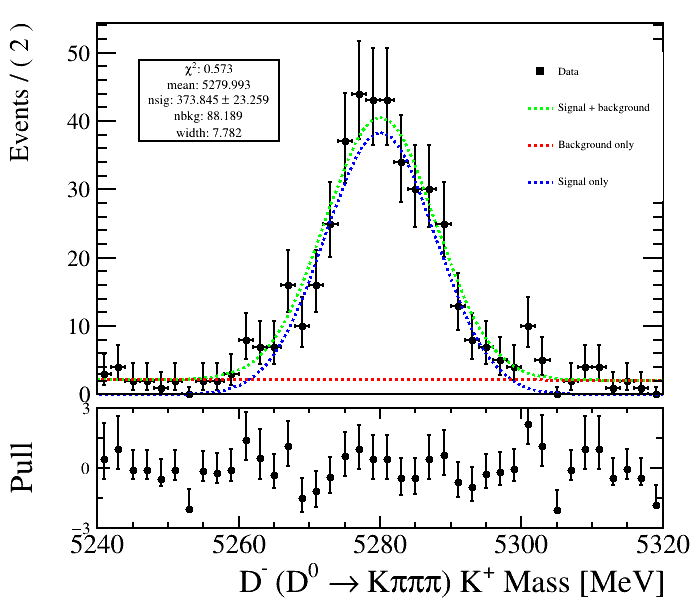 Events / ( 2 )
50
40
30
20
10
0
χ²: 0.573
mean: 5279.993
nsig: 373.845 ± 23.259
nbkg: 88.189
width: 7.782
Data
Signal + background
Background only
Signal only
Pull
3
0
−3
5240 5260 5280 5300 5320
D⁻ (D⁰ → Kπππ) K⁺ Mass [MeV]